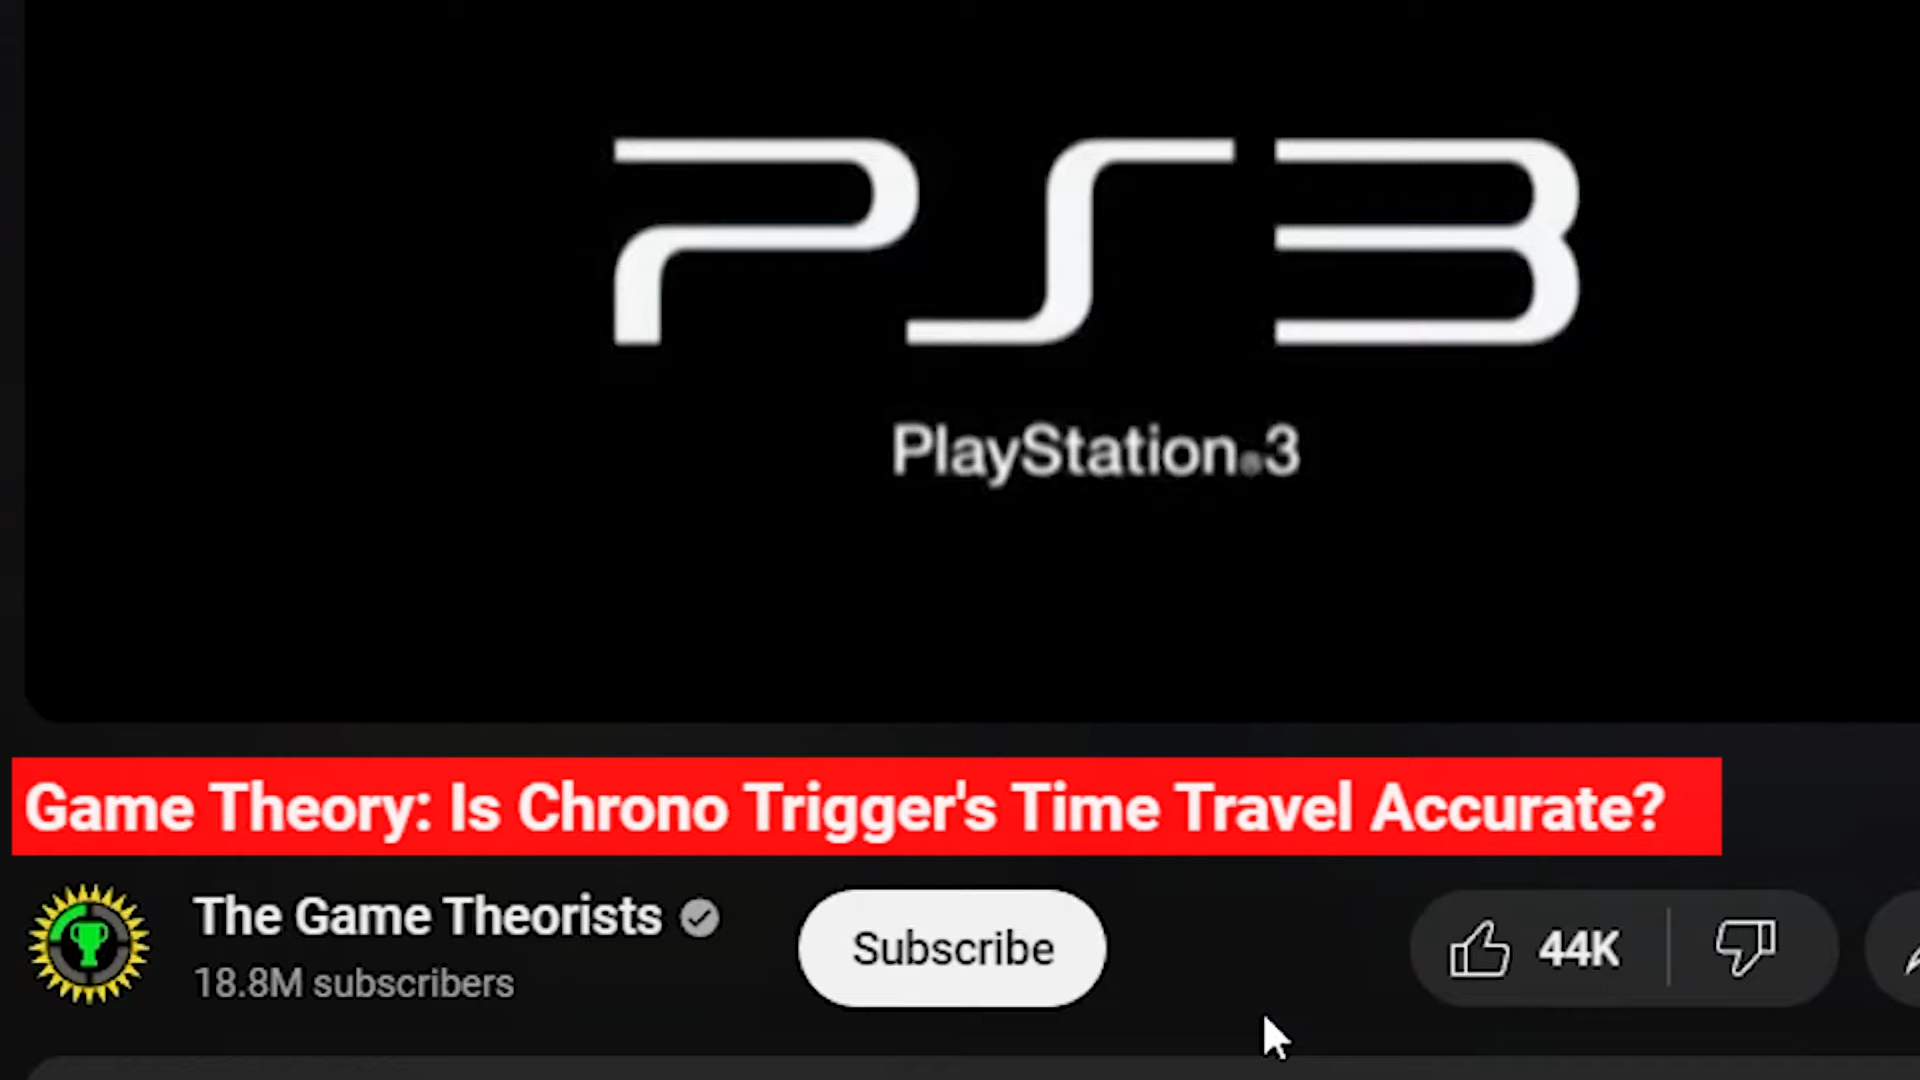 PS3
PlayStation®3
Game Theory: Is Chrono Trigger's Time Travel Accurate?
The Game Theorists
18.8M subscribers
Subscribe
44K